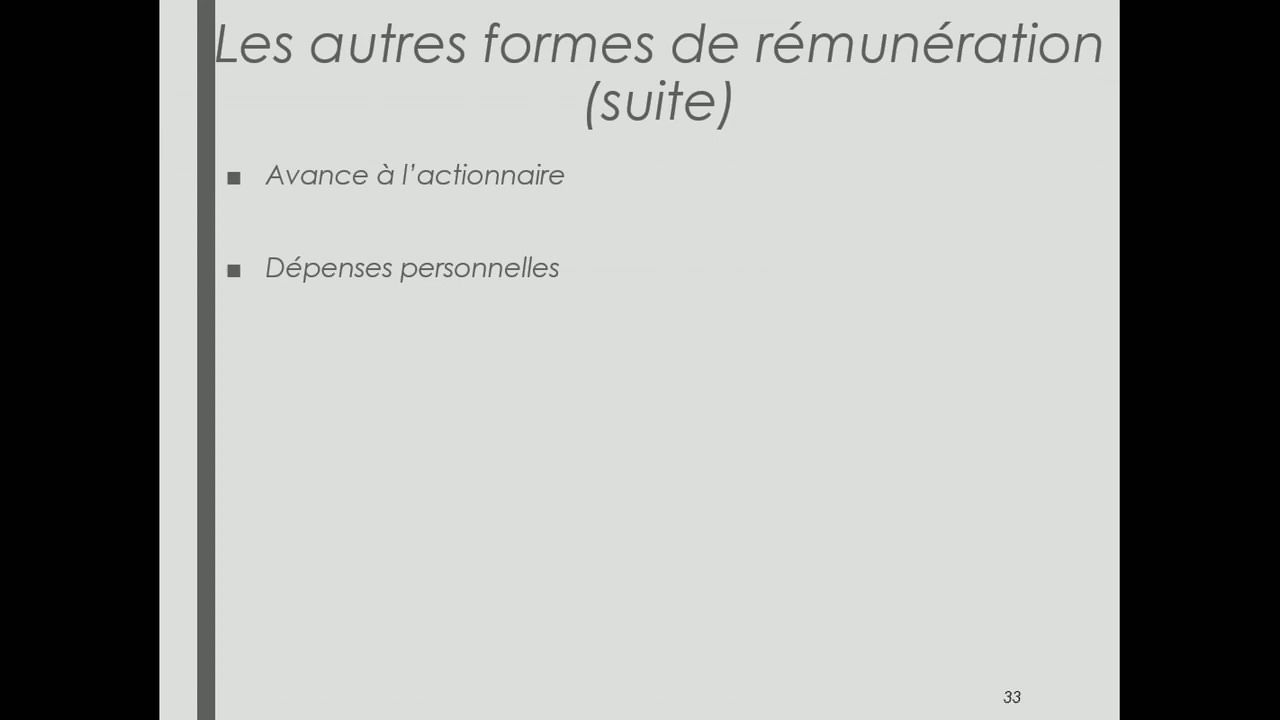 Les autres formes de rémunération
(suite)
▪ Avance à l’actionnaire
▪ Dépenses personnelles
33